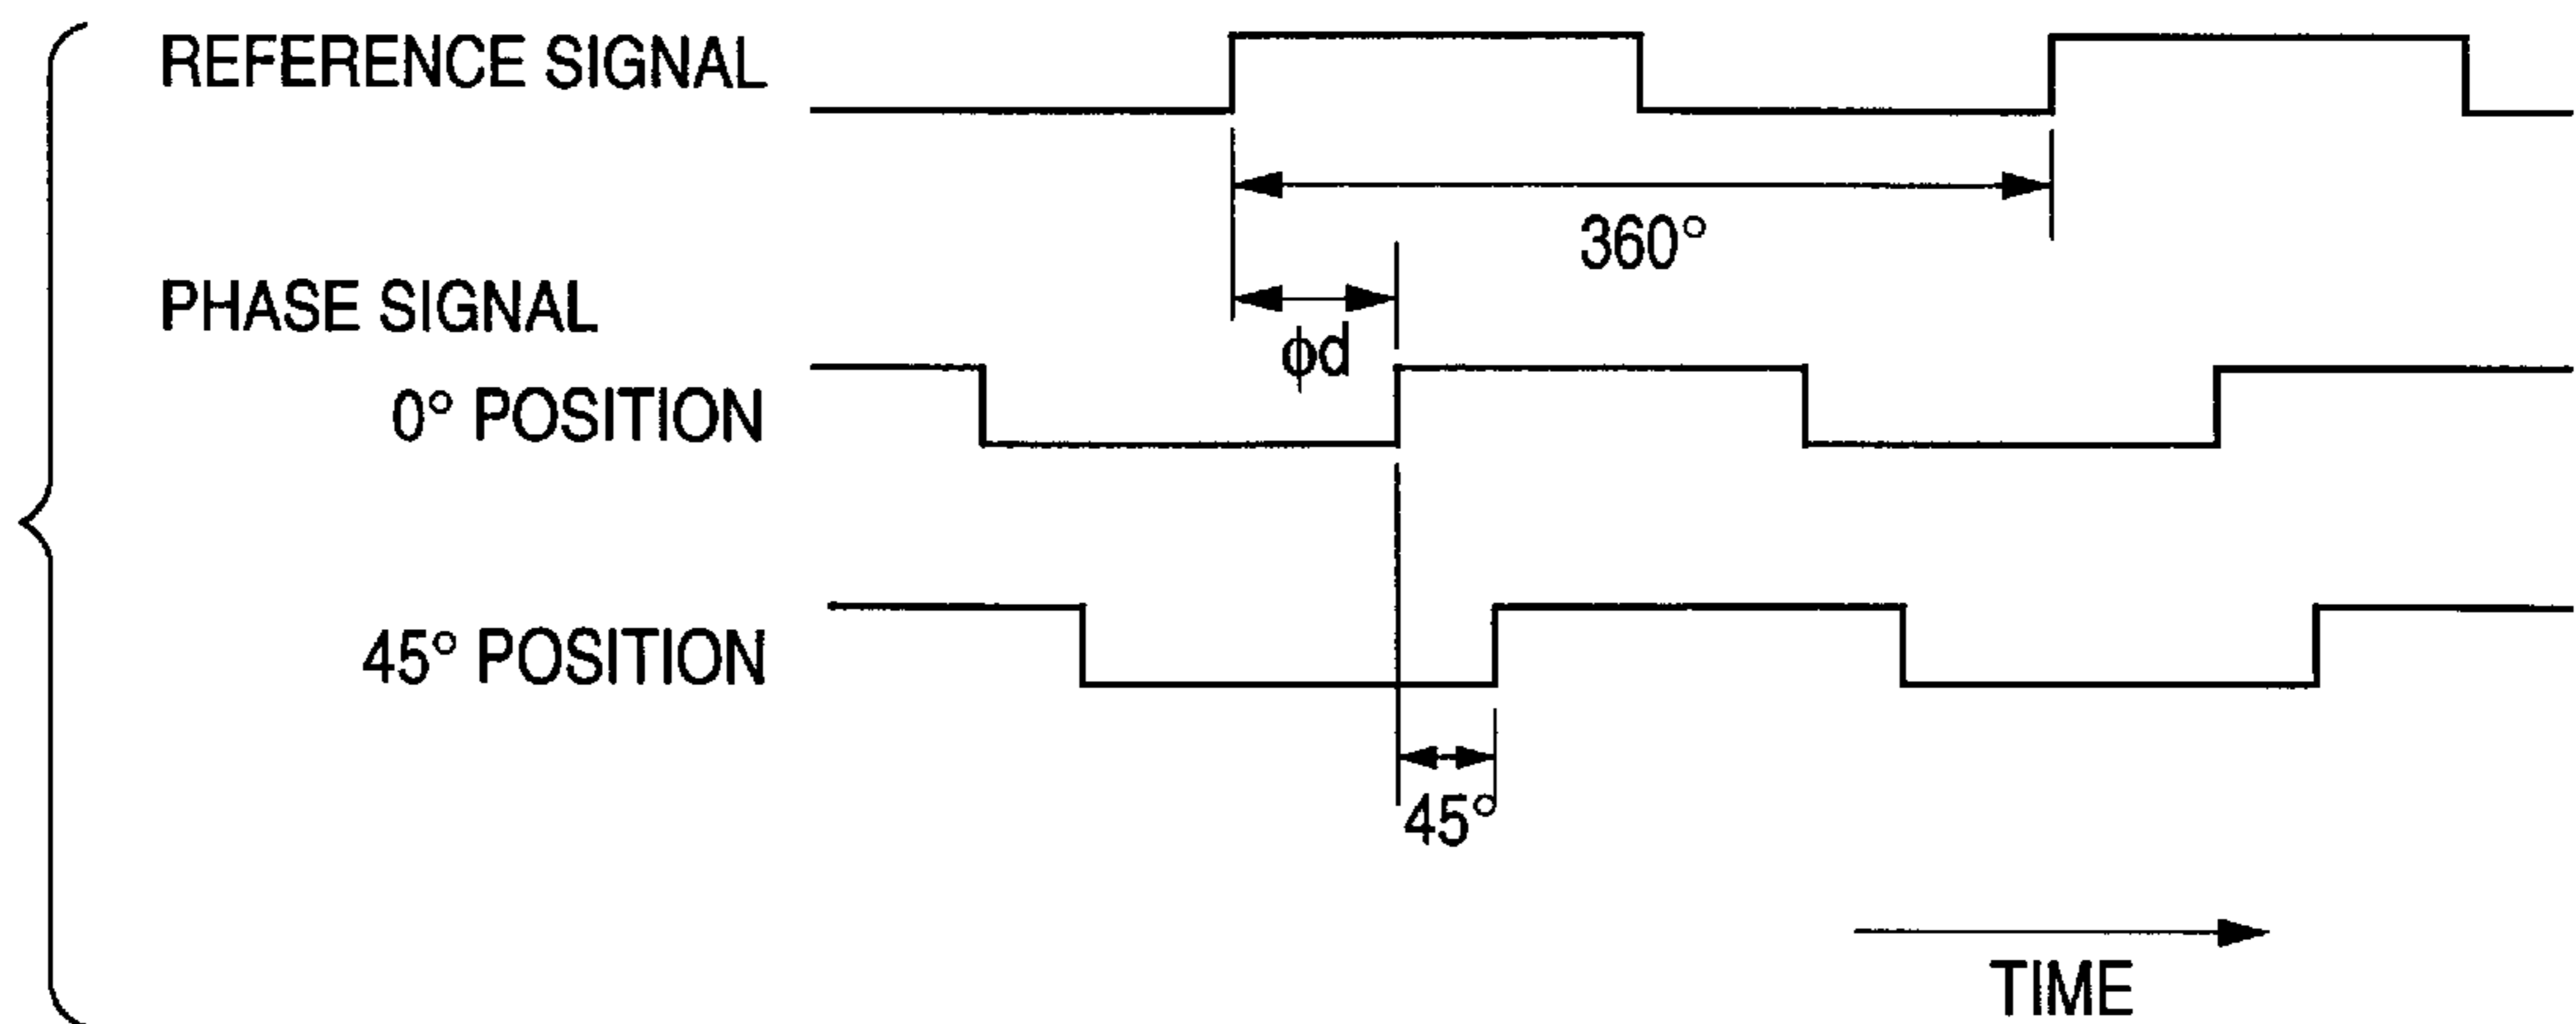 REFERENCE SIGNAL
360°
PHASE SIGNAL
ϕd
0° POSITION
45° POSITION
45°
TIME